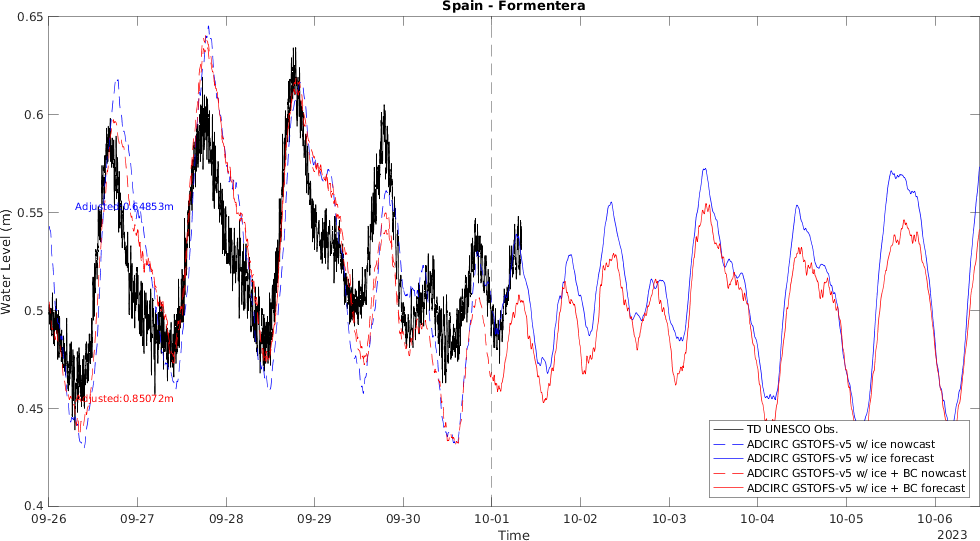 Spain - Formentera
0.65
0.6
0.55
0.5
0.45
0.4
Water Level (m)
Adjusted:0.64853m
Adjusted:0.85072m
TD UNESCO Obs.
ADCIRC GSTOFS-v5 w/ ice nowcast
ADCIRC GSTOFS-v5 w/ ice forecast
ADCIRC GSTOFS-v5 w/ ice + BC nowcast
ADCIRC GSTOFS-v5 w/ ice + BC forecast
09-26 09-27 09-28 09-29 09-30 10-01 10-02 10-03 10-04 10-05 10-06
Time
2023